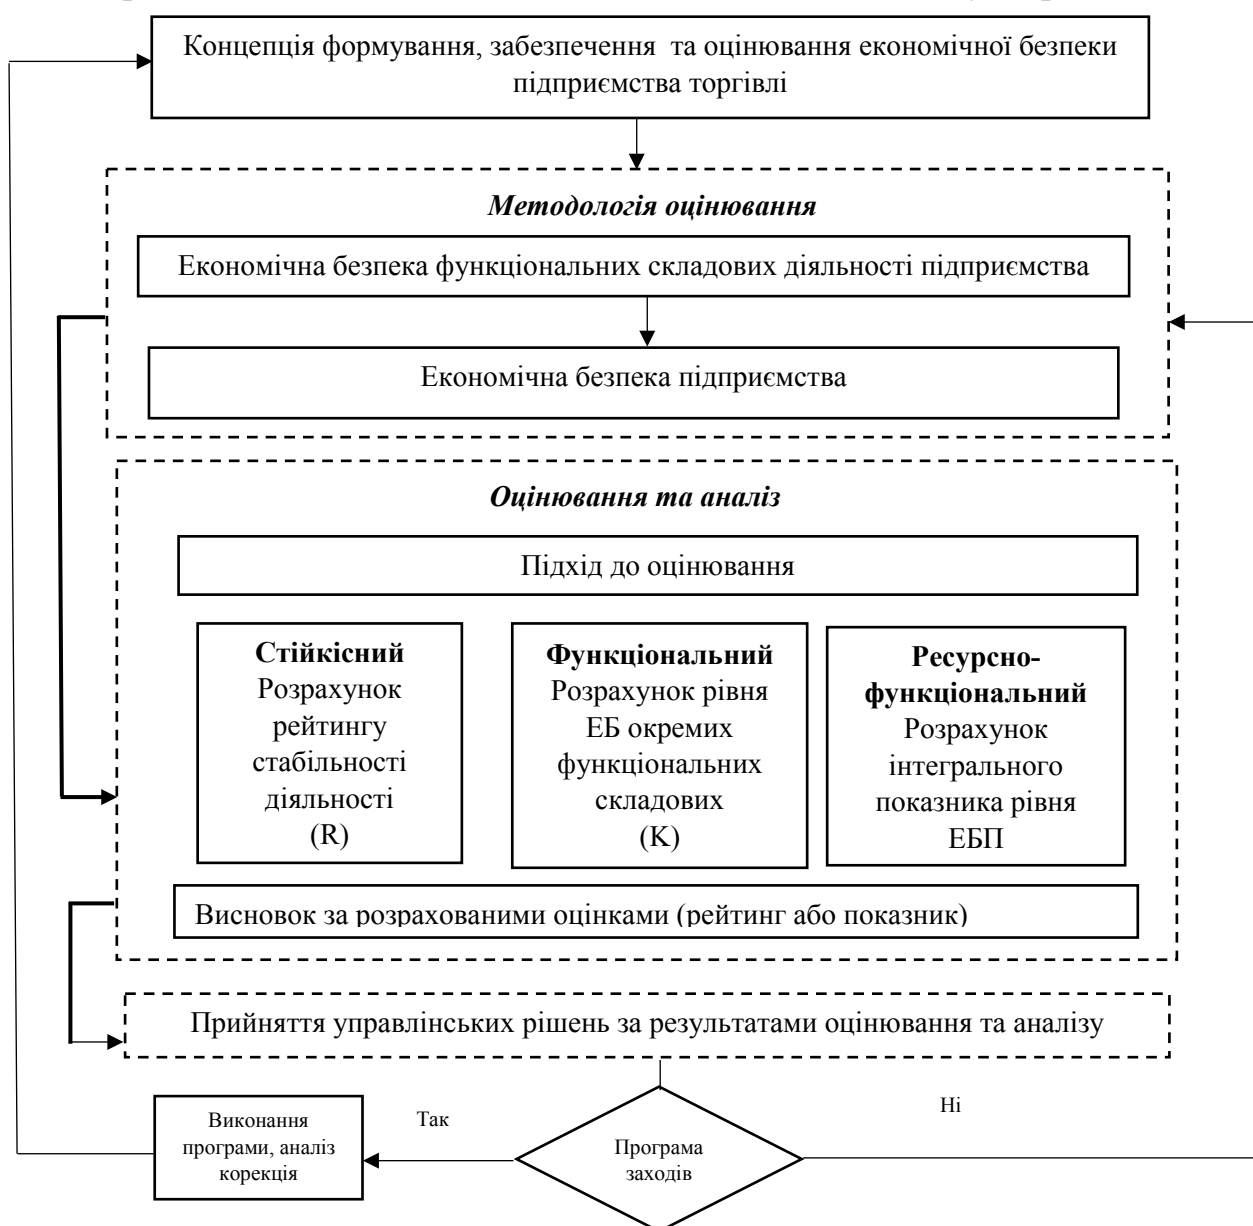 Концепція формування, забезпечення та оцінювання економічної безпеки
підприємства торгівлі
Методологія оцінювання
Економічна безпека функціональних складових діяльності підприємства
Економічна безпека підприємства
Оцінювання та аналіз
Підхід до оцінювання
Стійкісний
Розрахунок
рейтингу
стабільності
діяльності
(R)
Функціональний
Розрахунок рівня
ЕБ окремих
функціональних
складових
(K)
Ресурсно-
функціональний
Розрахунок
інтегрального
показника рівня
ЕБП
Висновок за розрахованими оцінками (рейтинг або показник)
Прийняття управлінських рішень за результатами оцінювання та аналізу
Виконання
програми, аналіз
корекція
Так
Програма
заходів
Ні